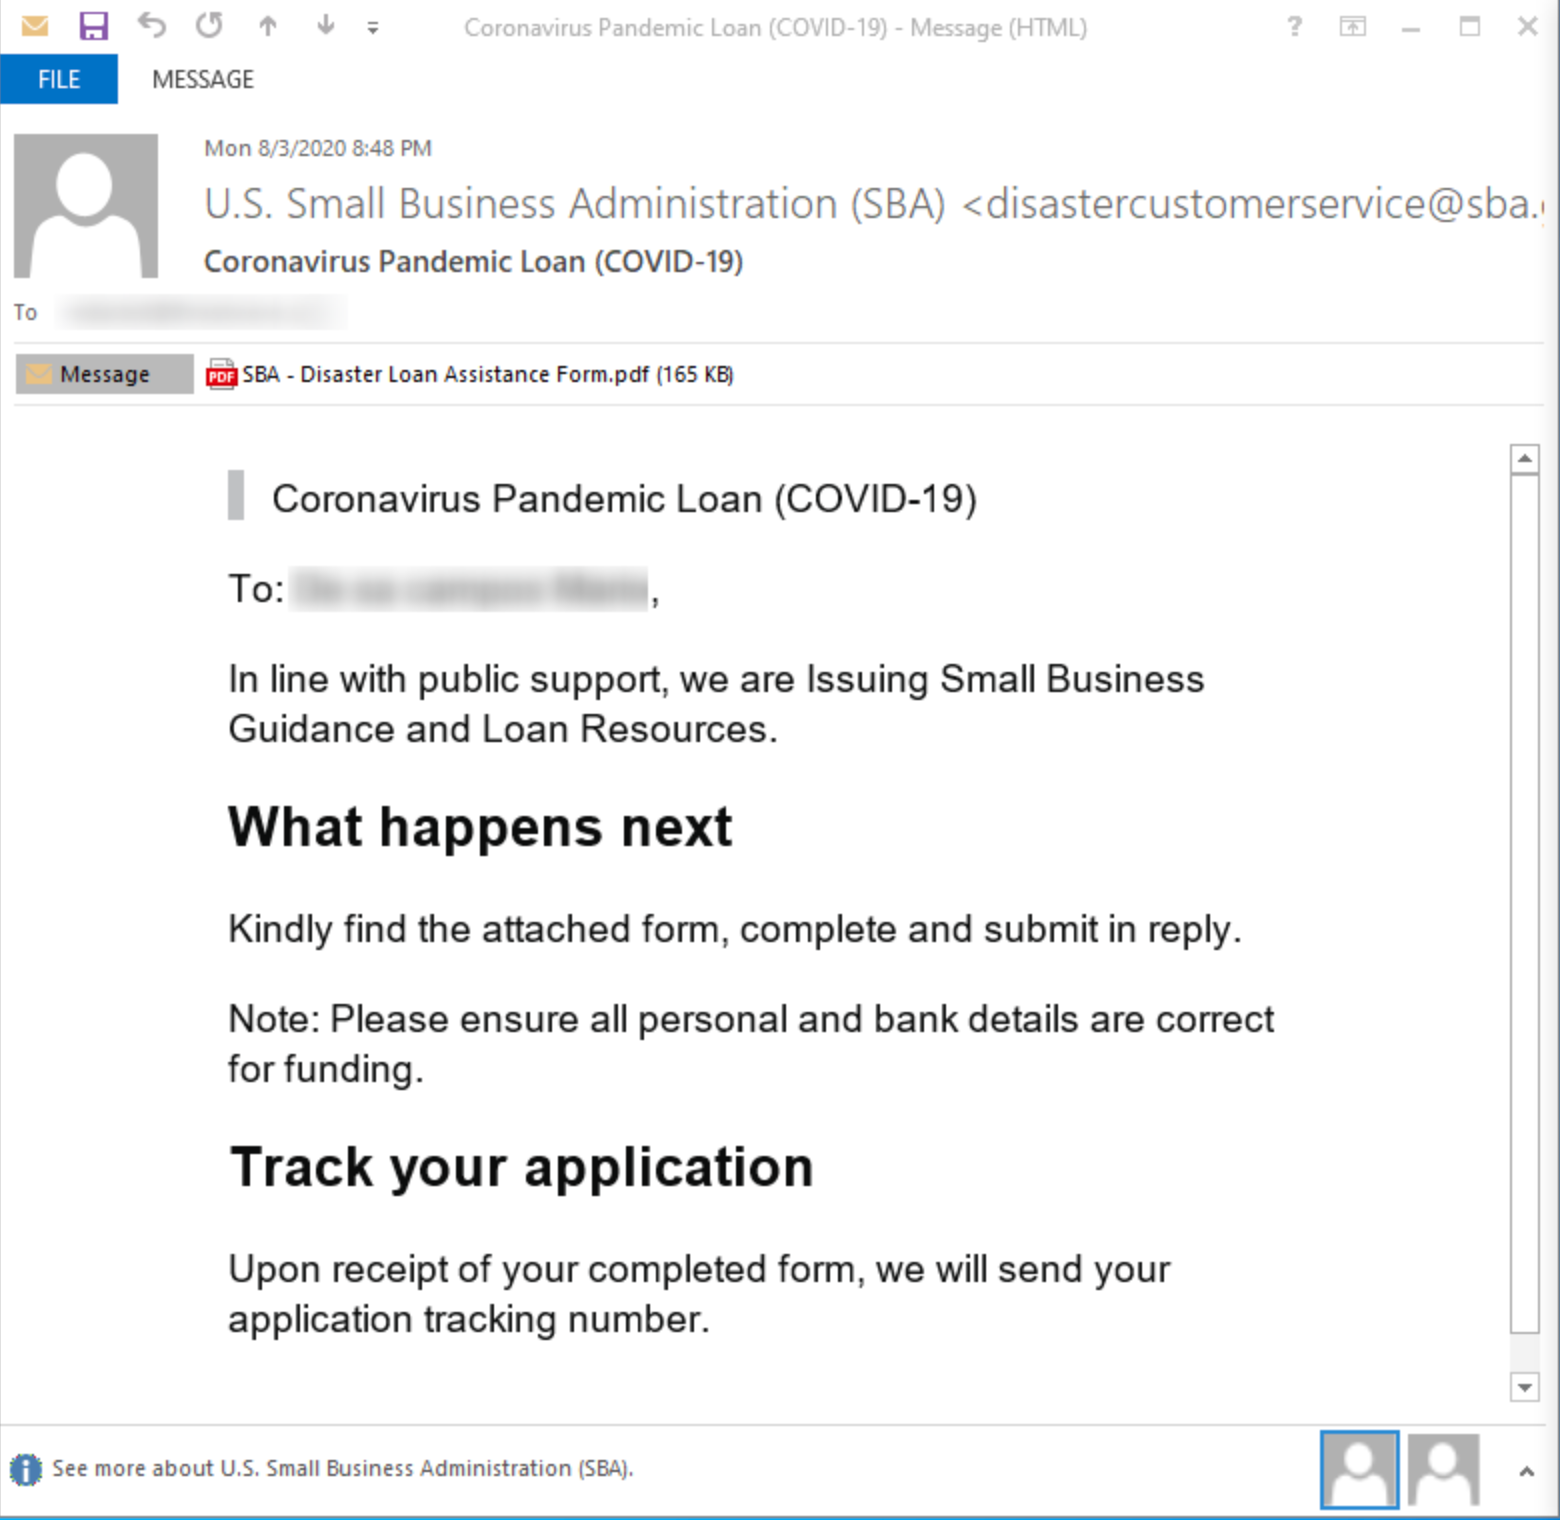 Coronavirus Pandemic Loan (COVID-19) - Message (HTML)
FILE MESSAGE
Mon 8/3/2020 8:48 PM
U.S. Small Business Administration (SBA) <disastercustomerservice@sba.
Coronavirus Pandemic Loan (COVID-19)
To
Message PDF SBA - Disaster Loan Assistance Form.pdf (165 KB)
Coronavirus Pandemic Loan (COVID-19)
To: ,
In line with public support, we are Issuing Small Business
Guidance and Loan Resources.
What happens next
Kindly find the attached form, complete and submit in reply.
Note: Please ensure all personal and bank details are correct
for funding.
Track your application
Upon receipt of your completed form, we will send your
application tracking number.
See more about U.S. Small Business Administration (SBA).